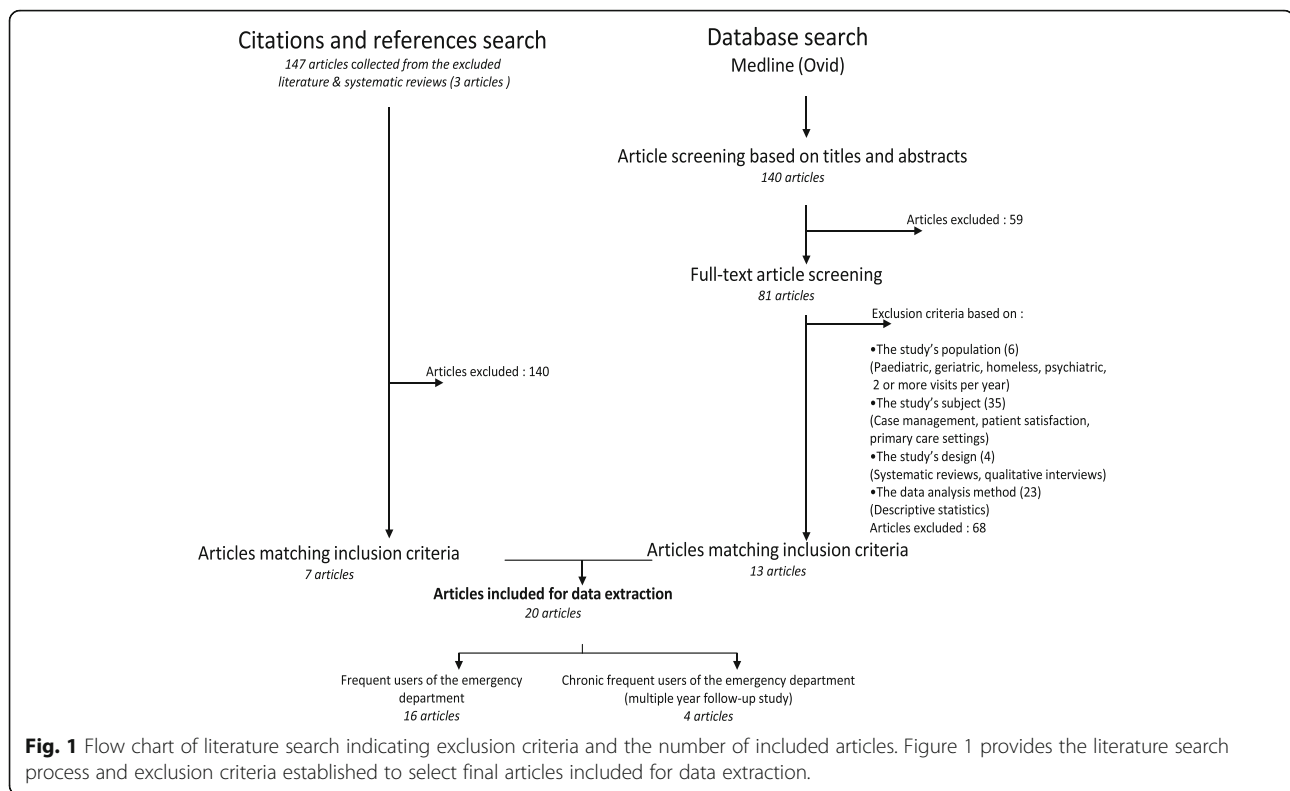 Citations and references search
147 articles collected from the excluded
literature & systematic reviews (3 articles )
Database search
Medline (Ovid)
Article screening based on titles and abstracts
140 articles
Articles excluded : 59
Full-text article screening
81 articles
Exclusion criteria based on :
•The study's population (6)
(Paediatric, geriatric, homeless, psychiatric,
2 or more visits per year)
•The study's subject (35)
(Case management, patient satisfaction,
primary care settings)
•The study's design (4)
(Systematic reviews, qualitative interviews)
•The data analysis method (23)
(Descriptive statistics)
Articles excluded : 68
Articles excluded : 140
Articles matching inclusion criteria
7 articles
Articles matching inclusion criteria
13 articles
Articles included for data extraction
20 articles
Frequent users of the emergency
department
16 articles
Chronic frequent users of the emergency department
(multiple year follow-up study)
4 articles
Fig. 1 Flow chart of literature search indicating exclusion criteria and the number of included articles. Figure 1 provides the literature search
process and exclusion criteria established to select final articles included for data extraction.